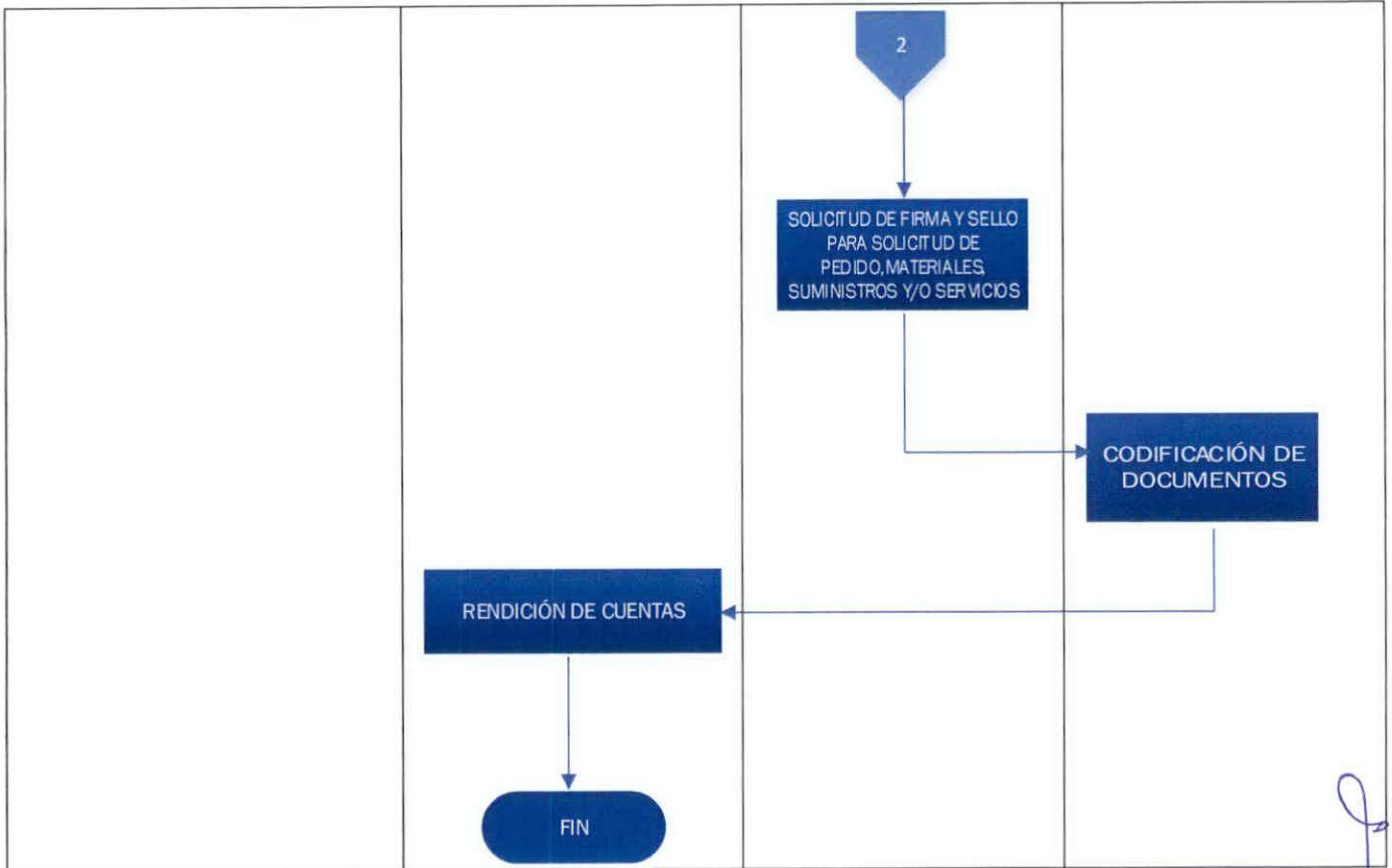 2
SOLICITUD DE FIRMA Y SELLO
PARA SOLICITUD DE
PEDIDO, MATERIALES,
SUMINISTROS Y/O SERVICIOS
CODIFICACIÓN DE
DOCUMENTOS
RENDICIÓN DE CUENTAS
FIN